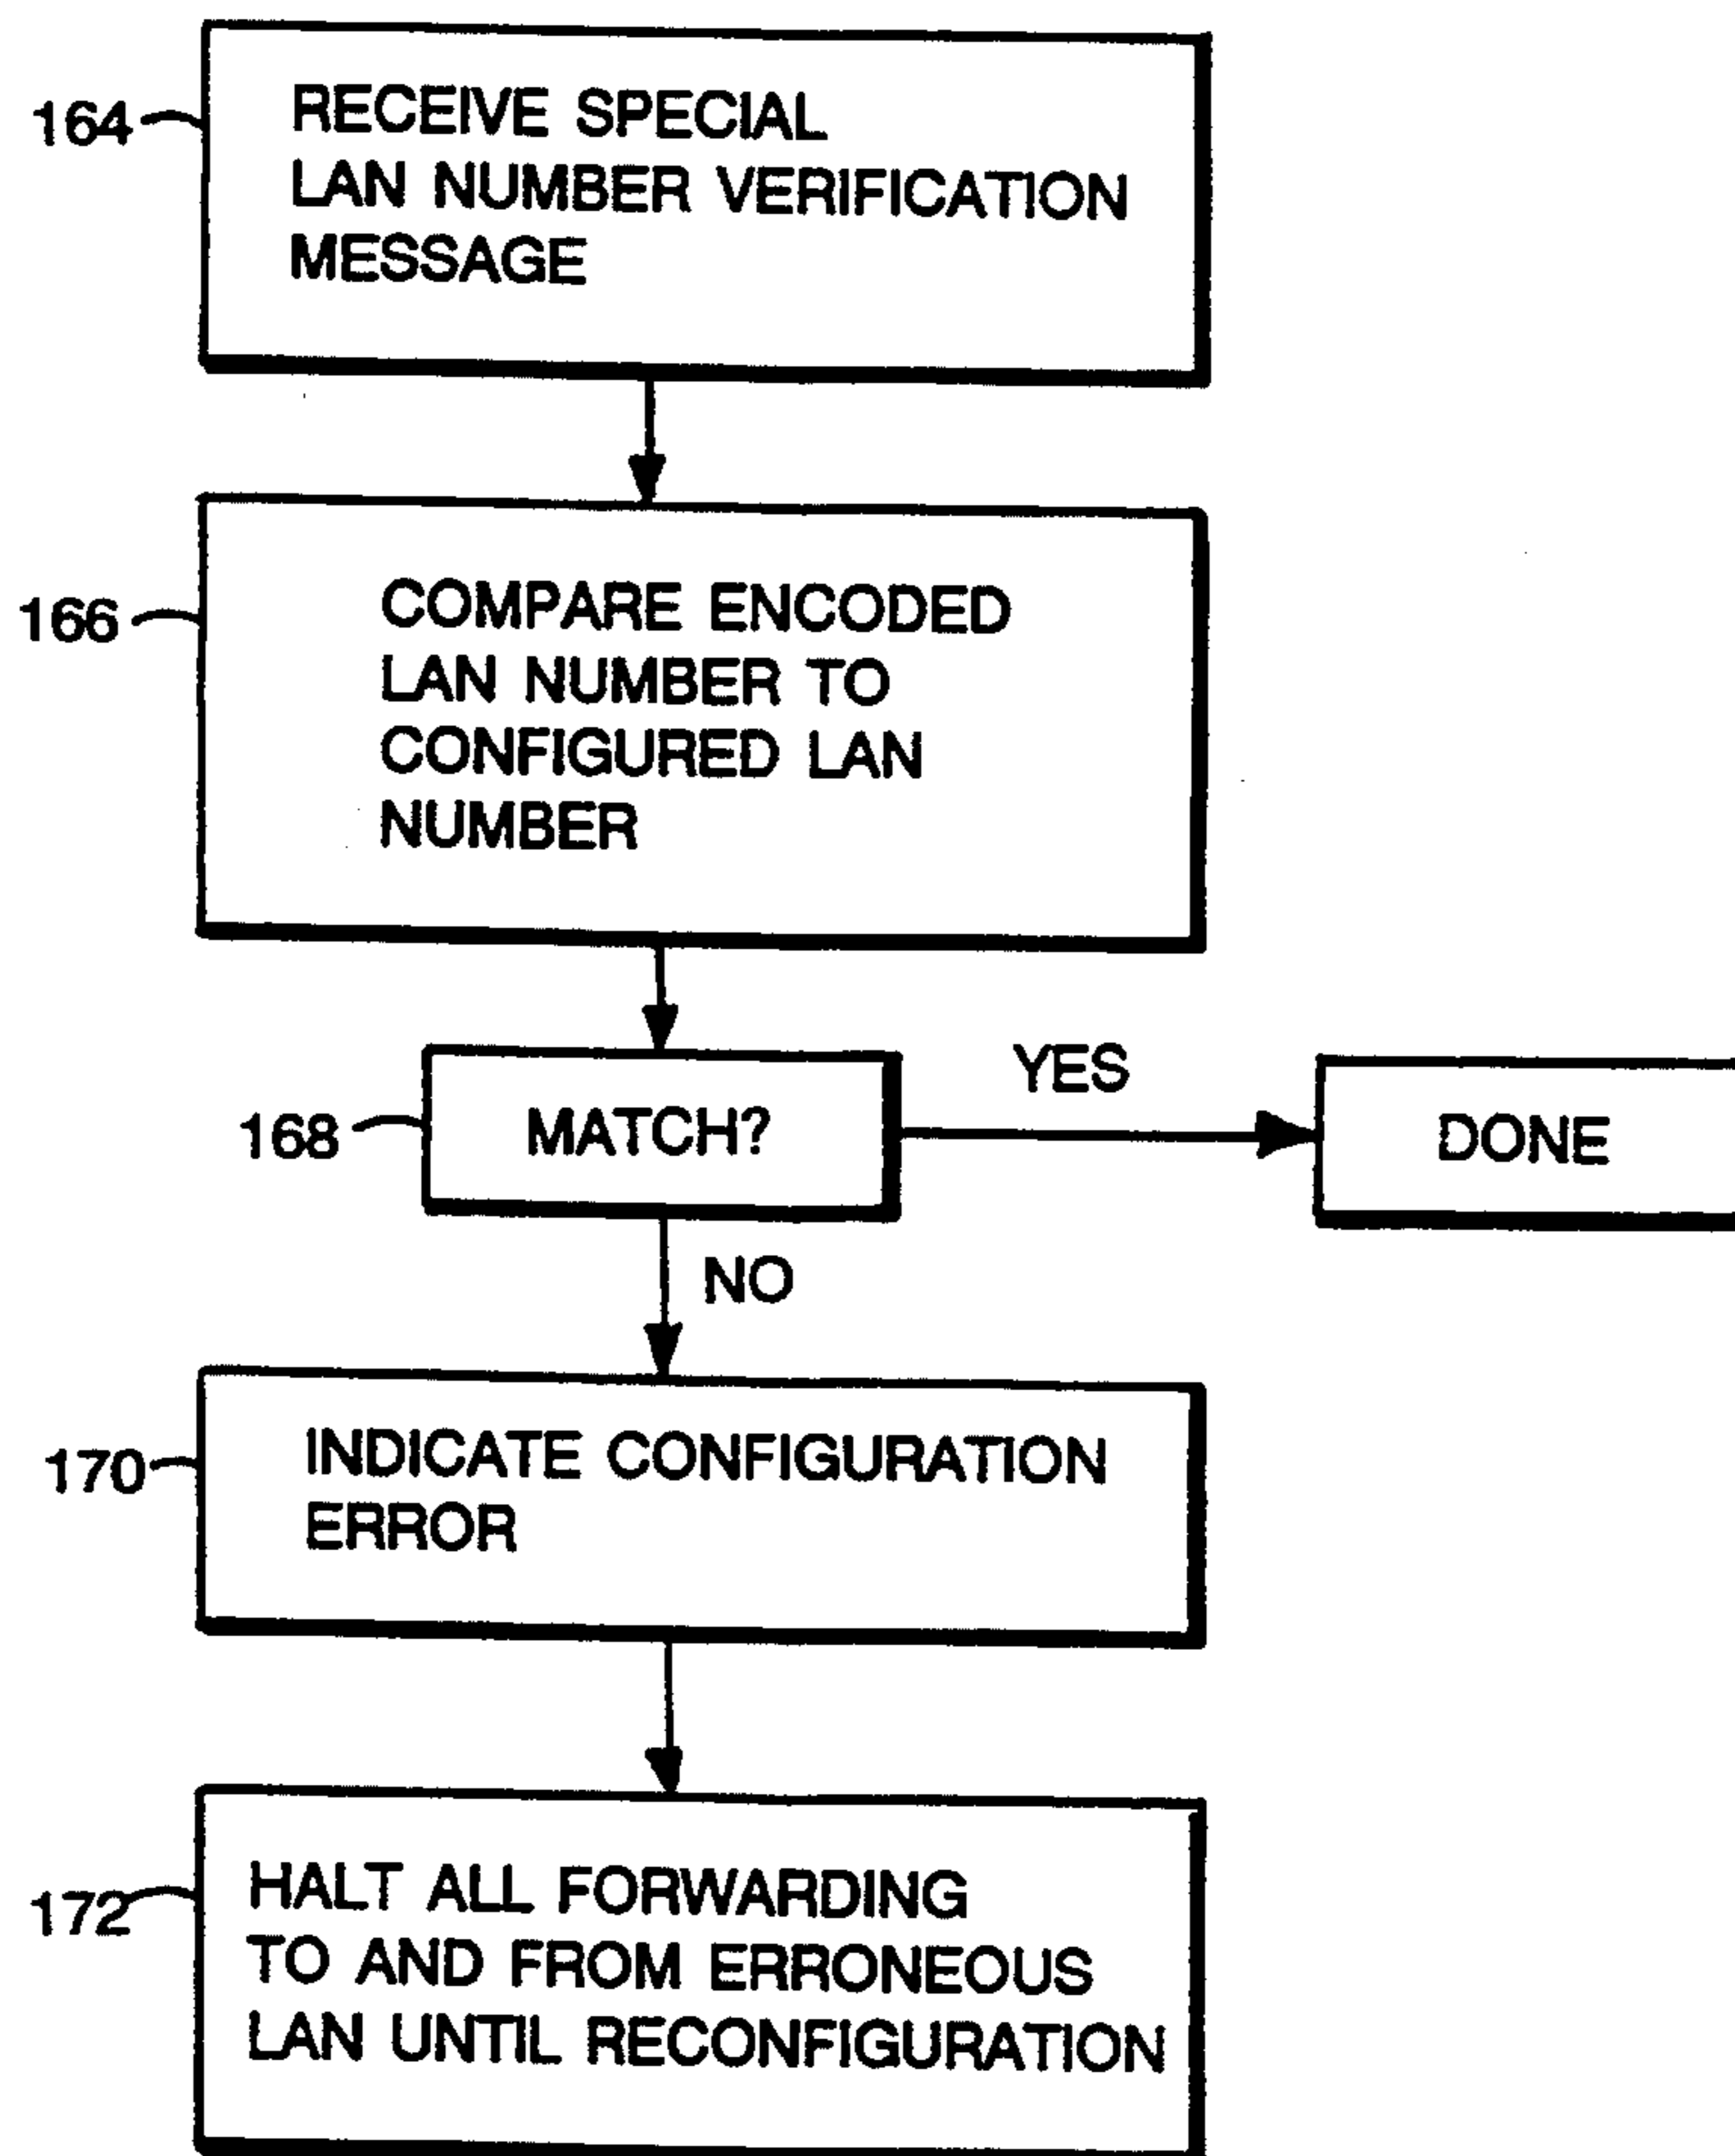 164
RECEIVE SPECIAL
LAN NUMBER VERIFICATION
MESSAGE
166
COMPARE ENCODED
LAN NUMBER TO
CONFIGURED LAN
NUMBER
168
MATCH?
YES
DONE
NO
170
INDICATE CONFIGURATION
ERROR
172
HALT ALL FORWARDING
TO AND FROM ERRONEOUS
LAN UNTIL RECONFIGURATION